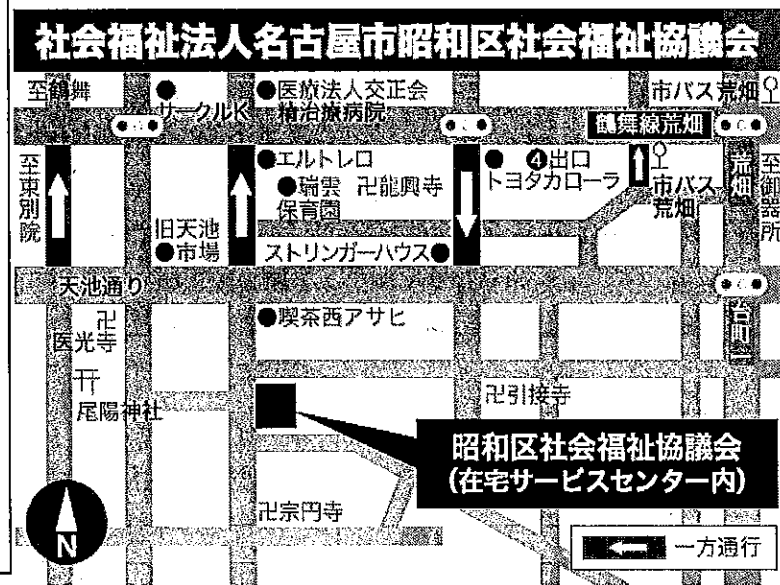 社会福祉法人名古屋市昭和区社会福祉協議会
至鶴舞
サークルK
医療法人交正会
精治療病院
市バス荒畑
鶴舞線荒畑
至東別院
エルトレロ
瑞雲
保育園
卍龍興寺
4出口
トヨタカローラ
市バス
荒畑
荒畑
至御器所
旧天池
市場
ストリンガーハウス
天池通り
卍
医光寺
喫茶西アサヒ
尾陽神社
卍引接寺
昭和区社会福祉協議会
(在宅サービスセンター内)
卍宗円寺
N
一方通行